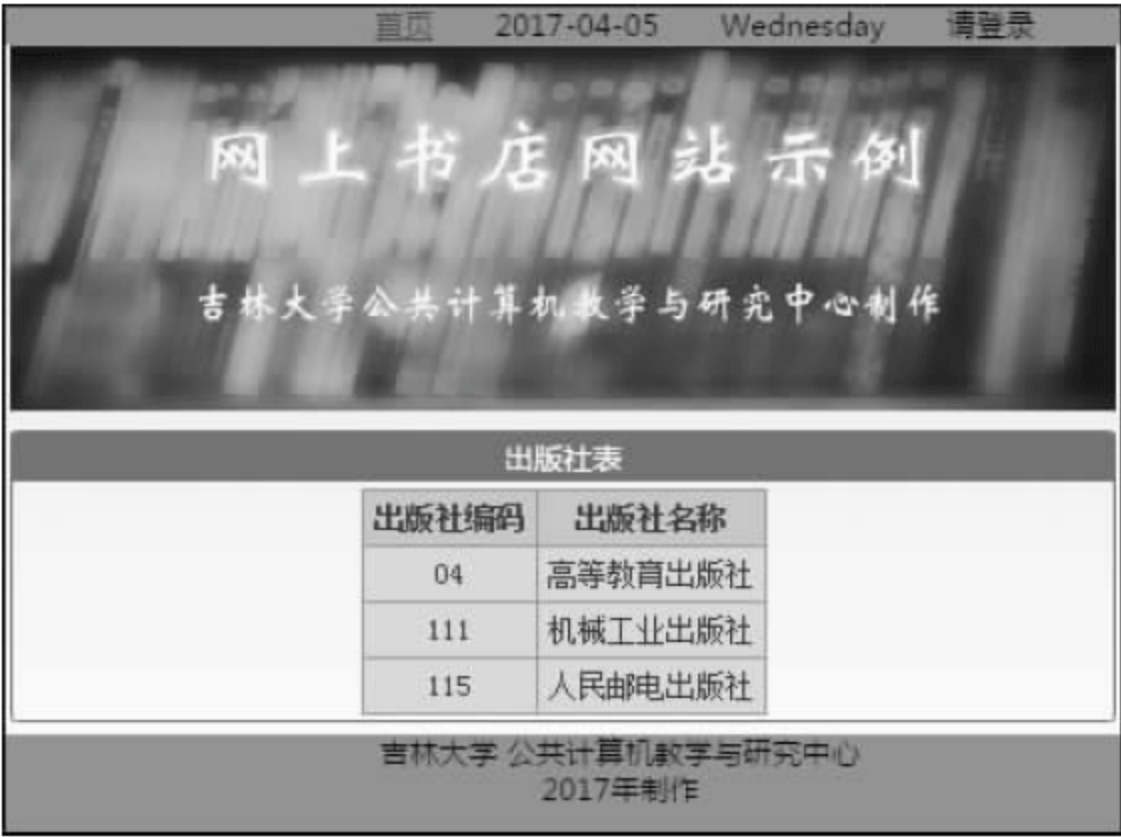 首页 2017-04-05 Wednesday 请登录
网上书店网站示例
吉林大学公共计算机教学与研究中心制作
出版社表
出版社编码 出版社名称
04 高等教育出版社
111 机械工业出版社
115 人民邮电出版社
吉林大学 公共计算机教学与研究中心
2017年制作